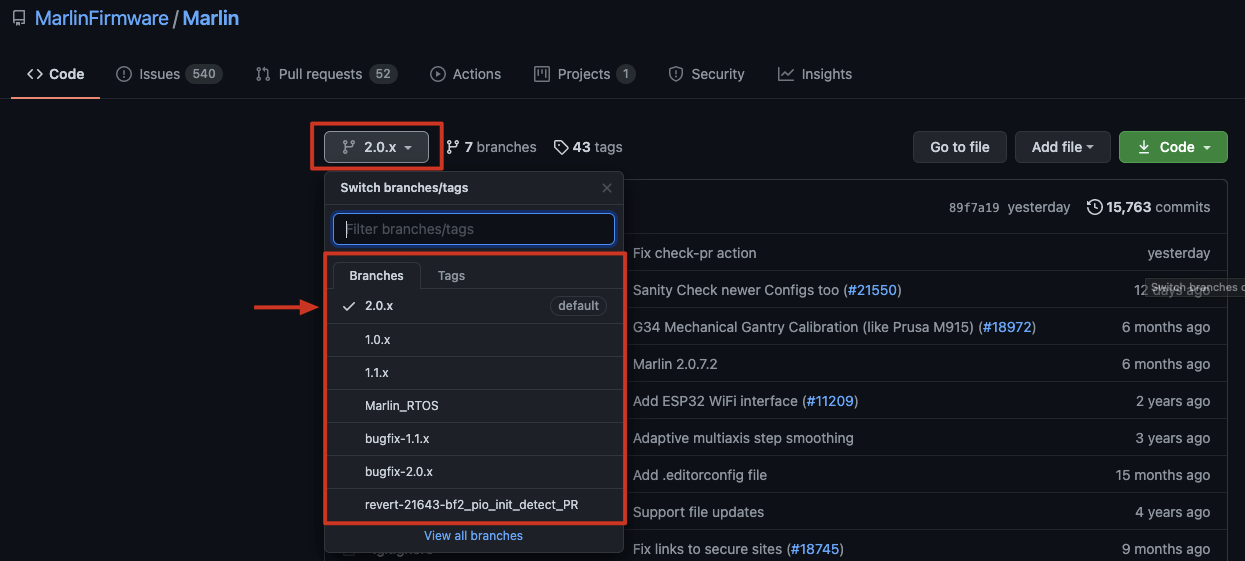 MarlinFirmware / Marlin
Code Issues 540 Pull requests 52 Actions Projects 1 Security Insights
2.0.x 7 branches 43 tags Go to file Add file Code
Switch branches/tags
89f7a19 yesterday 15,763 commits
Filter branches/tags
Fix check-pr action yesterday
Branches Tags
2.0.x default
Sanity Check newer Configs too (#21550) 12 days ago
Switch branches
1.0.x
G34 Mechanical Gantry Calibration (like Prusa M915) (#18972) 6 months ago
1.1.x
Marlin 2.0.7.2 6 months ago
Marlin_RTOS
Add ESP32 WiFi interface (#11209) 2 years ago
bugfix-1.1.x
Adaptive multiaxis step smoothing 3 years ago
bugfix-2.0.x
Add .editorconfig file 15 months ago
revert-21643-bf2_pio_init_detect_PR
Support file updates 4 years ago
View all branches
Fix links to secure sites (#18745) 9 months ago